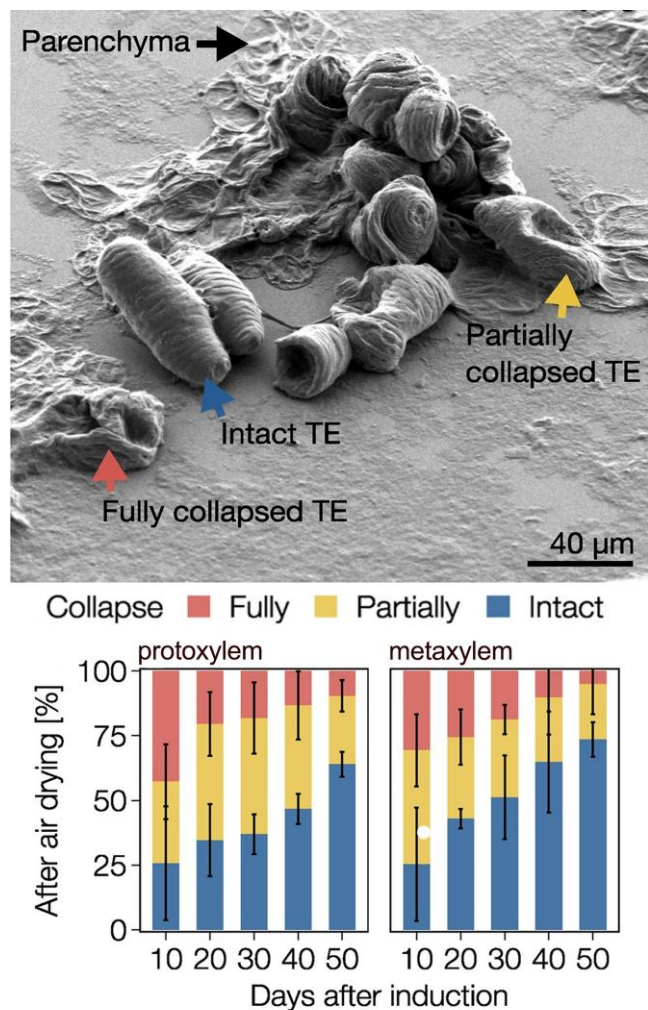 Parenchyma
Partially
collapsed TE
Intact TE
Fully collapsed TE
40 µm
Collapse Fully Partially Intact
protoxylem metaxylem
After air drying [%]
100
75
50
25
0
10 20 30 40 50 10 20 30 40 50
Days after induction